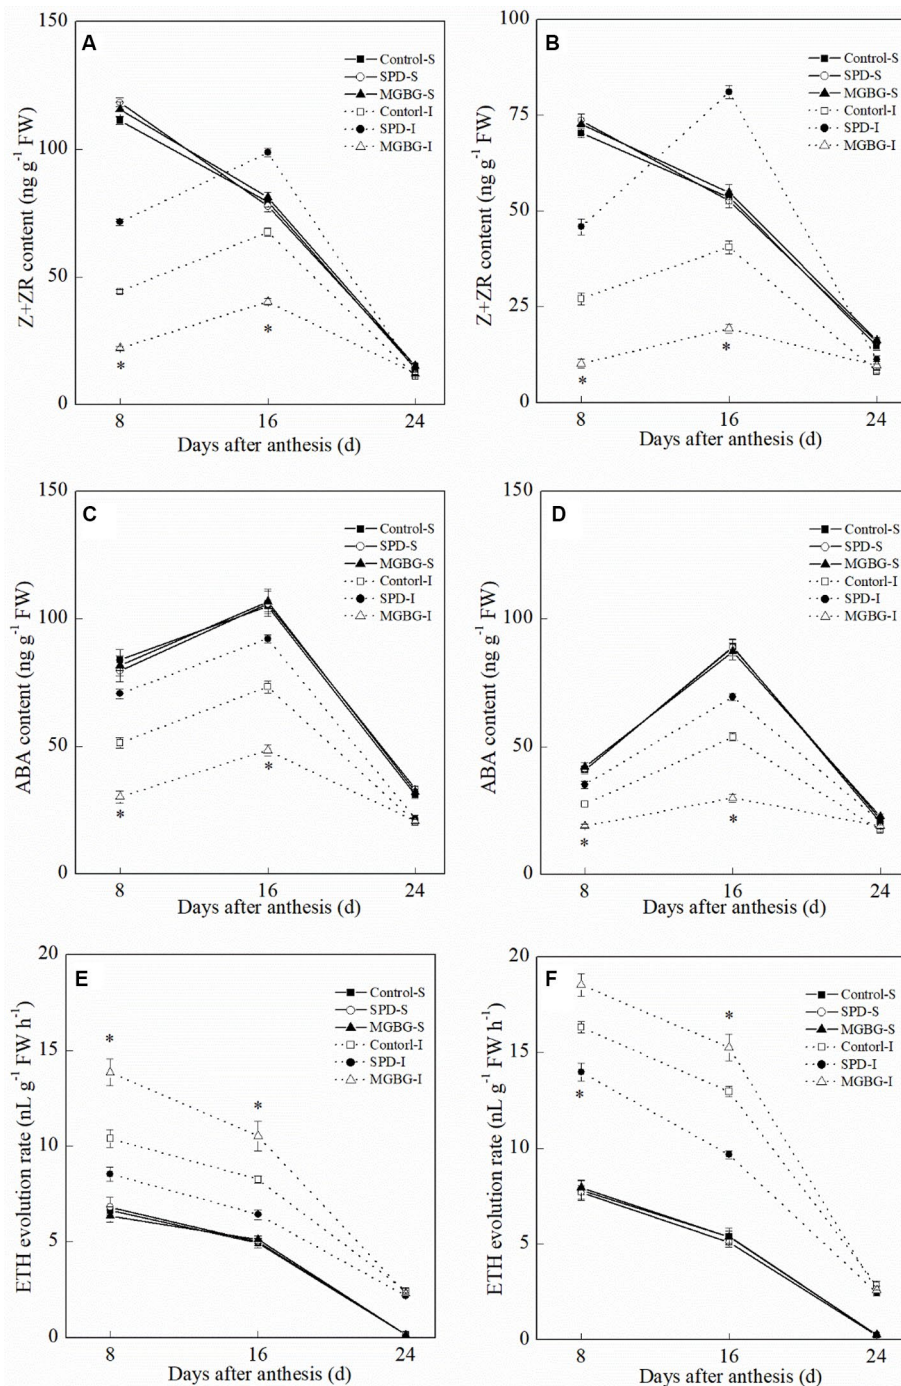 A
150
100
50
0
Z+ZR content (ng g-1 FW)
Control-S
SPD-S
MGBG-S
Contorl-I
SPD-I
MGBG-I
*
*
8
16
24
Days after anthesis (d)
B
100
75
50
25
0
Z+ZR content (ng g-1 FW)
Control-S
SPD-S
MGBG-S
Contorl-I
SPD-I
MGBG-I
*
*
8
16
24
Days after anthesis (d)
C
150
100
50
0
ABA content (ng g-1 FW)
Control-S
SPD-S
MGBG-S
Contorl-I
SPD-I
MGBG-I
*
*
8
16
24
Days after anthesis (d)
D
150
100
50
0
ABA content (ng g-1 FW)
Control-S
SPD-S
MGBG-S
Contorl-I
SPD-I
MGBG-I
*
*
8
16
24
Days after anthesis (d)
E
20
15
10
5
0
ETH evolution rate (nL g-1 FW h-1)
Control-S
SPD-S
MGBG-S
Contorl-I
SPD-I
MGBG-I
*
*
8
16
24
Days after anthesis (d)
F
20
15
10
5
0
ETH evolution rate (nL g-1 FW h-1)
Control-S
SPD-S
MGBG-S
Contorl-I
SPD-I
MGBG-I
*
*
8
16
24
Days after anthesis (d)